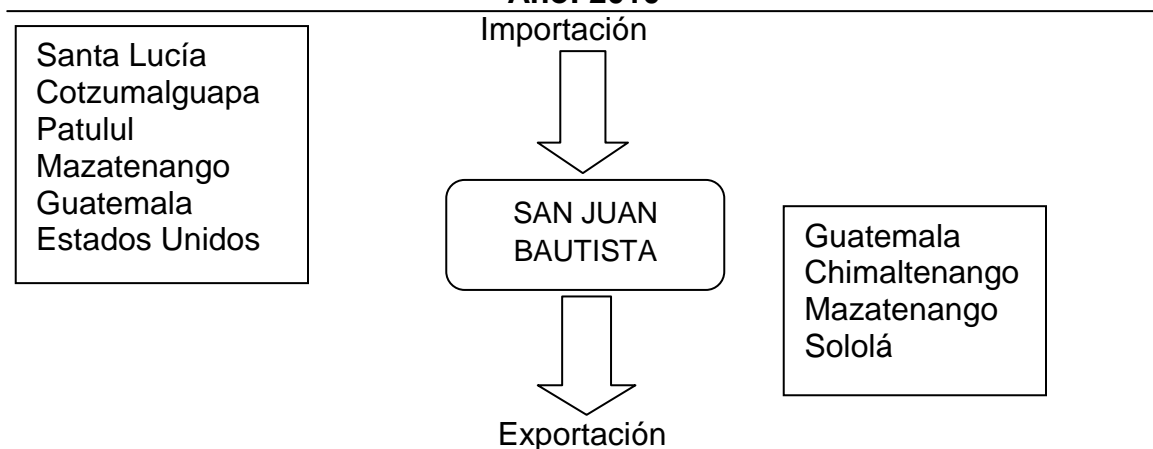 Importación
Santa Lucía
Cotzumalguapa
Patulul
Mazatenango
Guatemala
Estados Unidos
SAN JUAN
BAUTISTA
Guatemala
Chimaltenango
Mazatenango
Sololá
Exportación